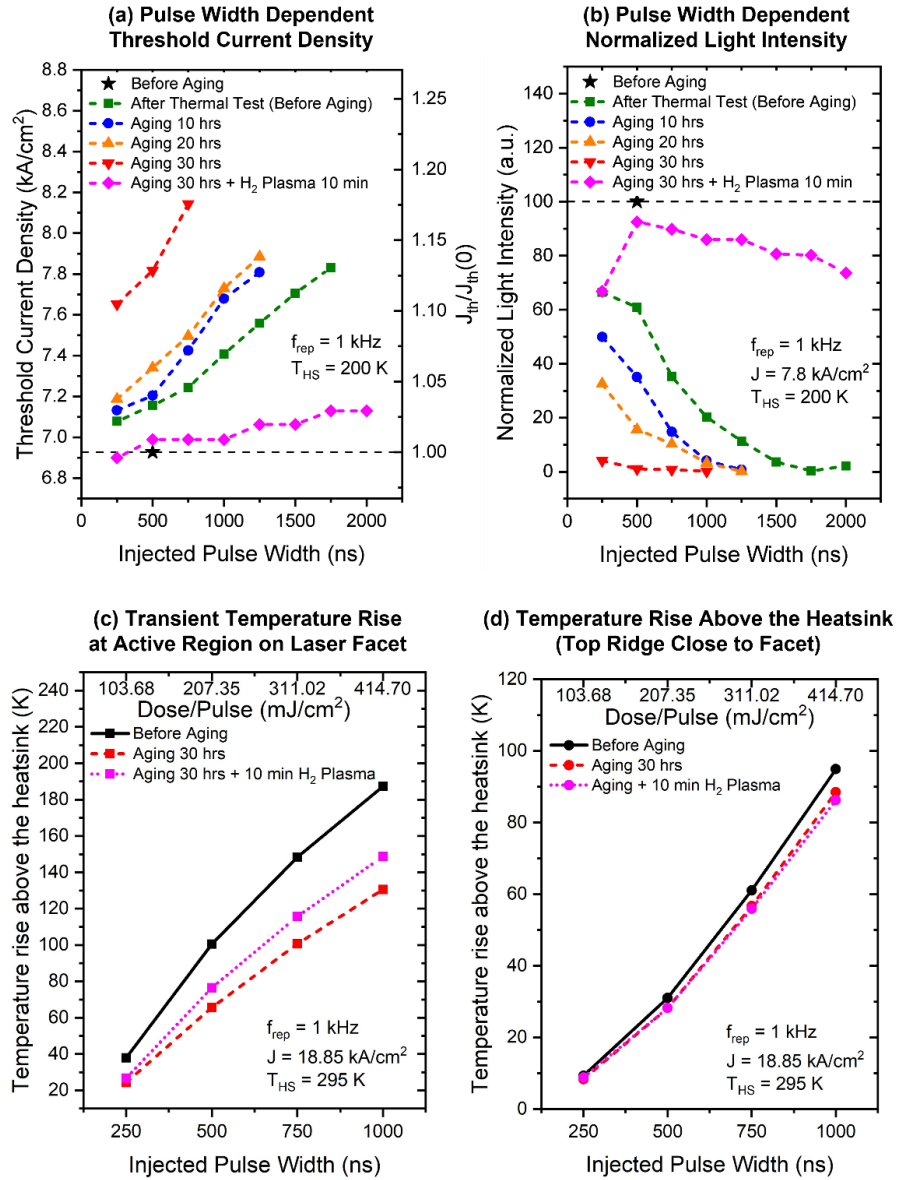 (a) Pulse Width Dependent
Threshold Current Density
8.8
8.6
8.4
8.2
8.0
7.8
7.6
7.4
7.2
7.0
6.8
Threshold Current Density (kA/cm²)
Before Aging
After Thermal Test (Before Aging)
Aging 10 hrs
Aging 20 hrs
Aging 30 hrs
Aging 30 hrs + H₂ Plasma 10 min
f_rep = 1 kHz
T_HS = 200 K
1.25
1.20
1.15
1.10
1.05
1.00
J_th/J_th(0)
0 500 1000 1500 2000
Injected Pulse Width (ns)
(b) Pulse Width Dependent
Normalized Light Intensity
140
120
100
80
60
40
20
0
Normalized Light Intensity (a.u.)
Before Aging
After Thermal Test (Before Aging)
Aging 10 hrs
Aging 20 hrs
Aging 30 hrs
Aging 30 hrs + H₂ Plasma 10 min
f_rep = 1 kHz
J = 7.8 kA/cm²
T_HS = 200 K
0 500 1000 1500 2000
Injected Pulse Width (ns)
(c) Transient Temperature Rise
at Active Region on Laser Facet
103.68 207.35 311.02 414.70
Dose/Pulse (mJ/cm²)
240
220
200
180
160
140
120
100
80
60
40
20
Temperature rise above the heatsink (K)
Before Aging
Aging 30 hrs
Aging 30 hrs + 10 min H₂ Plasma
f_rep = 1 kHz
J = 18.85 kA/cm²
T_HS = 295 K
250 500 750 1000
Injected Pulse Width (ns)
(d) Temperature Rise Above the Heatsink
(Top Ridge Close to Facet)
103.68 207.35 311.02 414.70
Dose/Pulse (mJ/cm²)
120
100
80
60
40
20
0
Temperature rise above the heatsink (K)
Before Aging
Aging 30 hrs
Aging + 10 min H₂ Plasma
f_rep = 1 kHz
J = 18.85 kA/cm²
T_HS = 295 K
250 500 750 1000
Injected Pulse Width (ns)